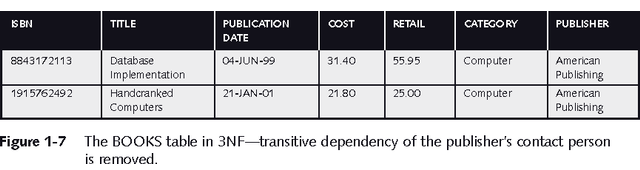 ISBN TITLE PUBLICATION DATE COST RETAIL CATEGORY PUBLISHER
8843172113 Database Implementation 04-JUN-99 31.40 55.95 Computer American Publishing
1915762492 Handcranked Computers 21-JAN-01 21.80 25.00 Computer American Publishing
Figure 1-7 The BOOKS table in 3NF—transitive dependency of the publisher's contact person
is removed.